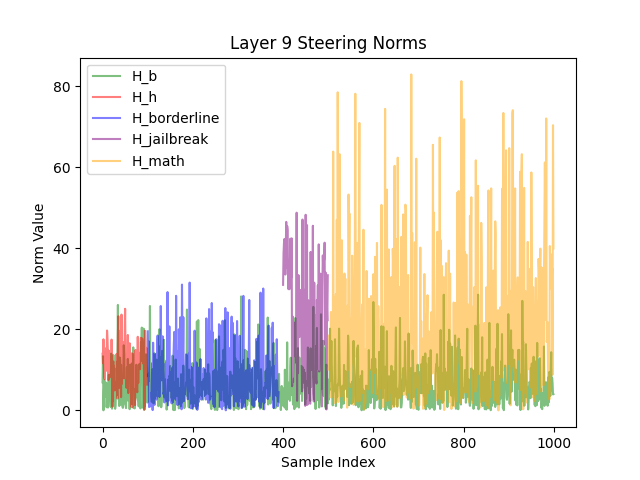 Layer 9 Steering Norms
H_b
H_h
H_borderline
H_jailbreak
H_math
Norm Value
80
60
40
20
0
0 200 400 600 800 1000
Sample Index